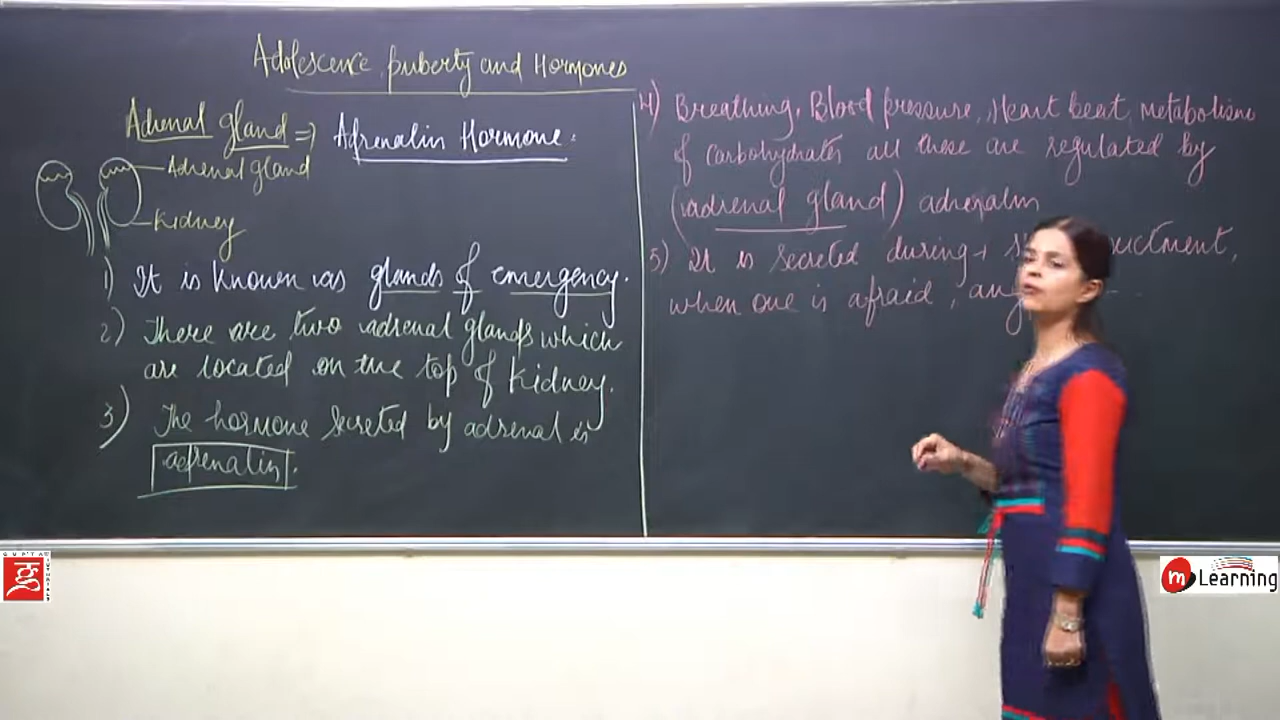 Adolescence, puberty and Hormones
Adrenal gland => Adrenalin Hormone.
Adrenal gland
Kidney
1) It is known as glands of emergency.
2) There are two adrenal glands which
are located on the top of kidney.
3) The hormone secreted by adrenal is
adrenalin.
4) Breathing, Blood pressure, Heart beat, metabolism
of carbohydrates all these are regulated by
(adrenal gland) adrenalin
5) It is secreted during →
when one is afraid,
GUPTA
m Learning